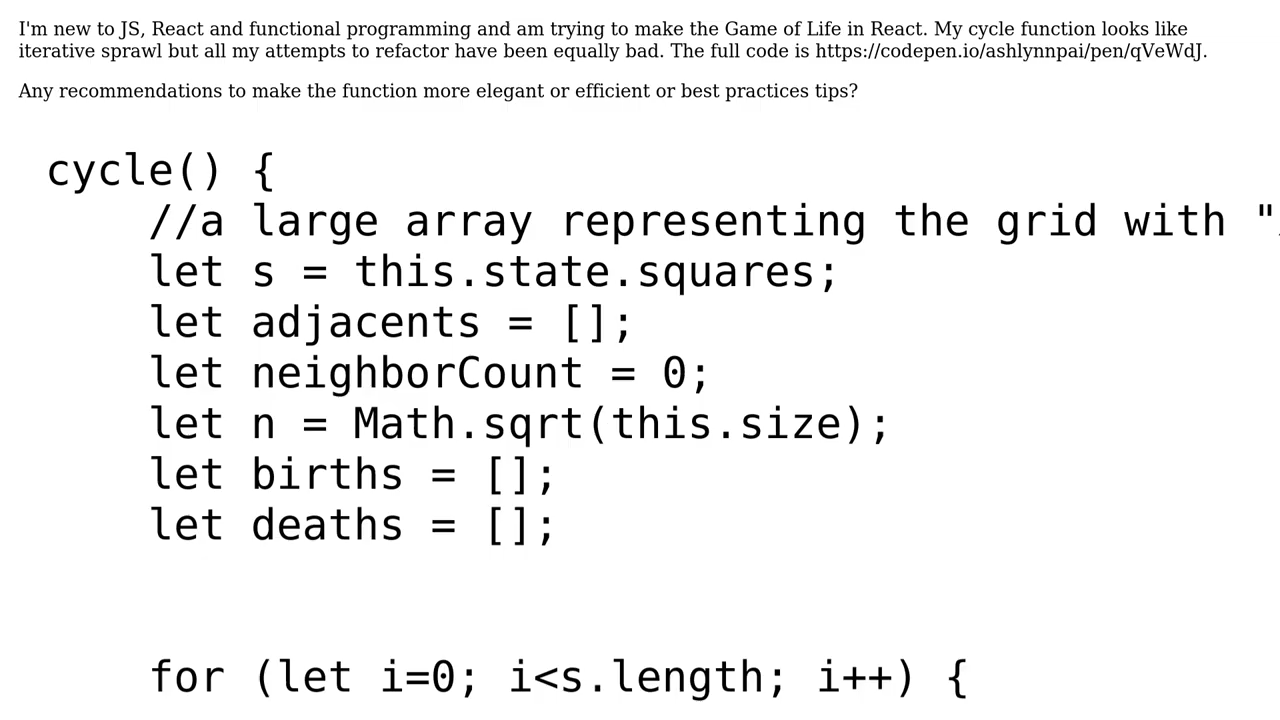 I'm new to JS, React and functional programming and am trying to make the Game of Life in React. My cycle function looks like
iterative sprawl but all my attempts to refactor have been equally bad. The full code is https://codepen.io/ashlynnpai/pen/qVeWdJ.
Any recommendations to make the function more elegant or efficient or best practices tips?
cycle() {
//a large array representing the grid with "
let s = this.state.squares;
let adjacents = [];
let neighborCount = 0;
let n = Math.sqrt(this.size);
let births = [];
let deaths = [];
for (let i=0; i<s.length; i++) {